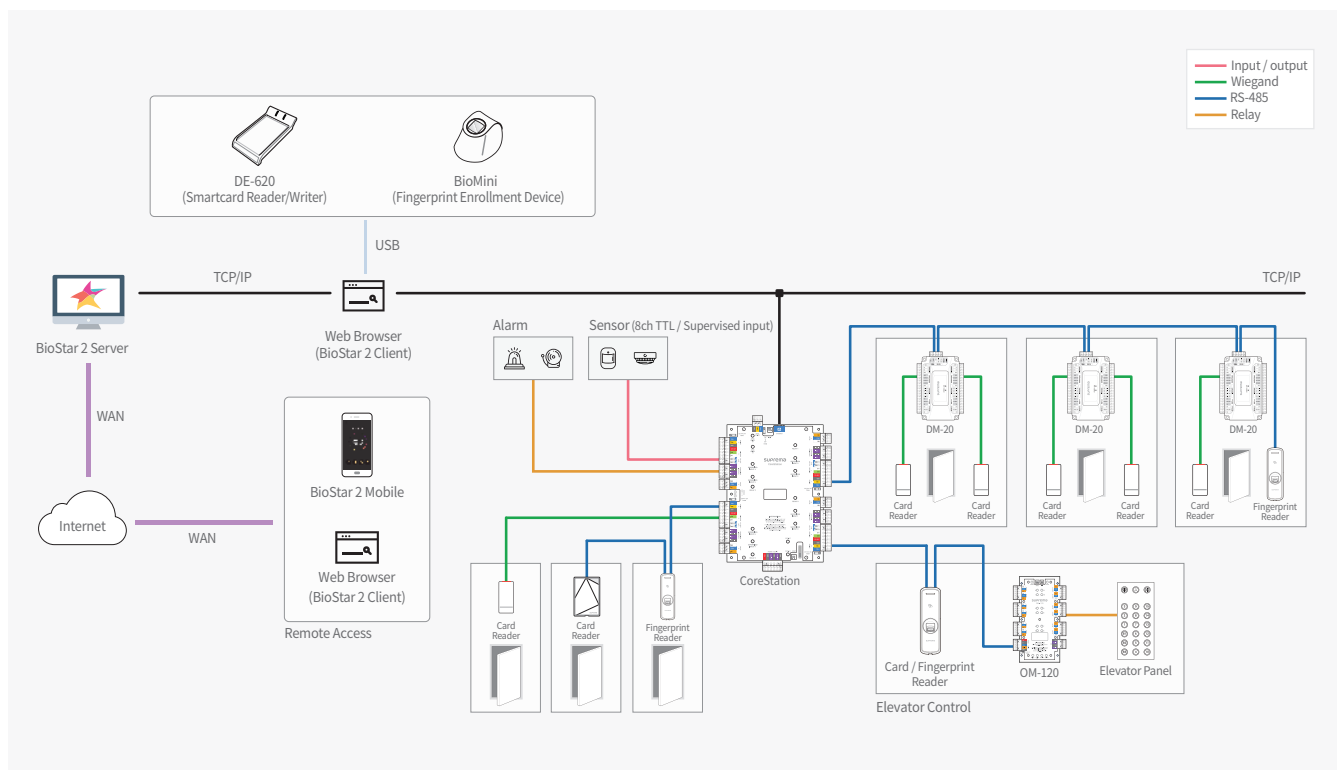 Input / output
Wiegand
RS-485
Relay
DE-620
(Smartcard Reader/Writer)
BioMini
(Fingerprint Enrollment Device)
USB
TCP/IP
TCP/IP
BioStar 2 Server
Web Browser
(BioStar 2 Client)
Alarm
Sensor (8ch TTL / Supervised input)
WAN
Internet
WAN
BioStar 2 Mobile
Web Browser
(BioStar 2 Client)
Remote Access
suprema
CoreStation
DM-20
Card
Reader
Card
Reader
DM-20
Card
Reader
Card
Reader
DM-20
Card
Reader
Fingerprint
Reader
Card
Reader
Card
Reader
Fingerprint
Reader
Card / Fingerprint
Reader
OM-120
Elevator Panel
Elevator Control